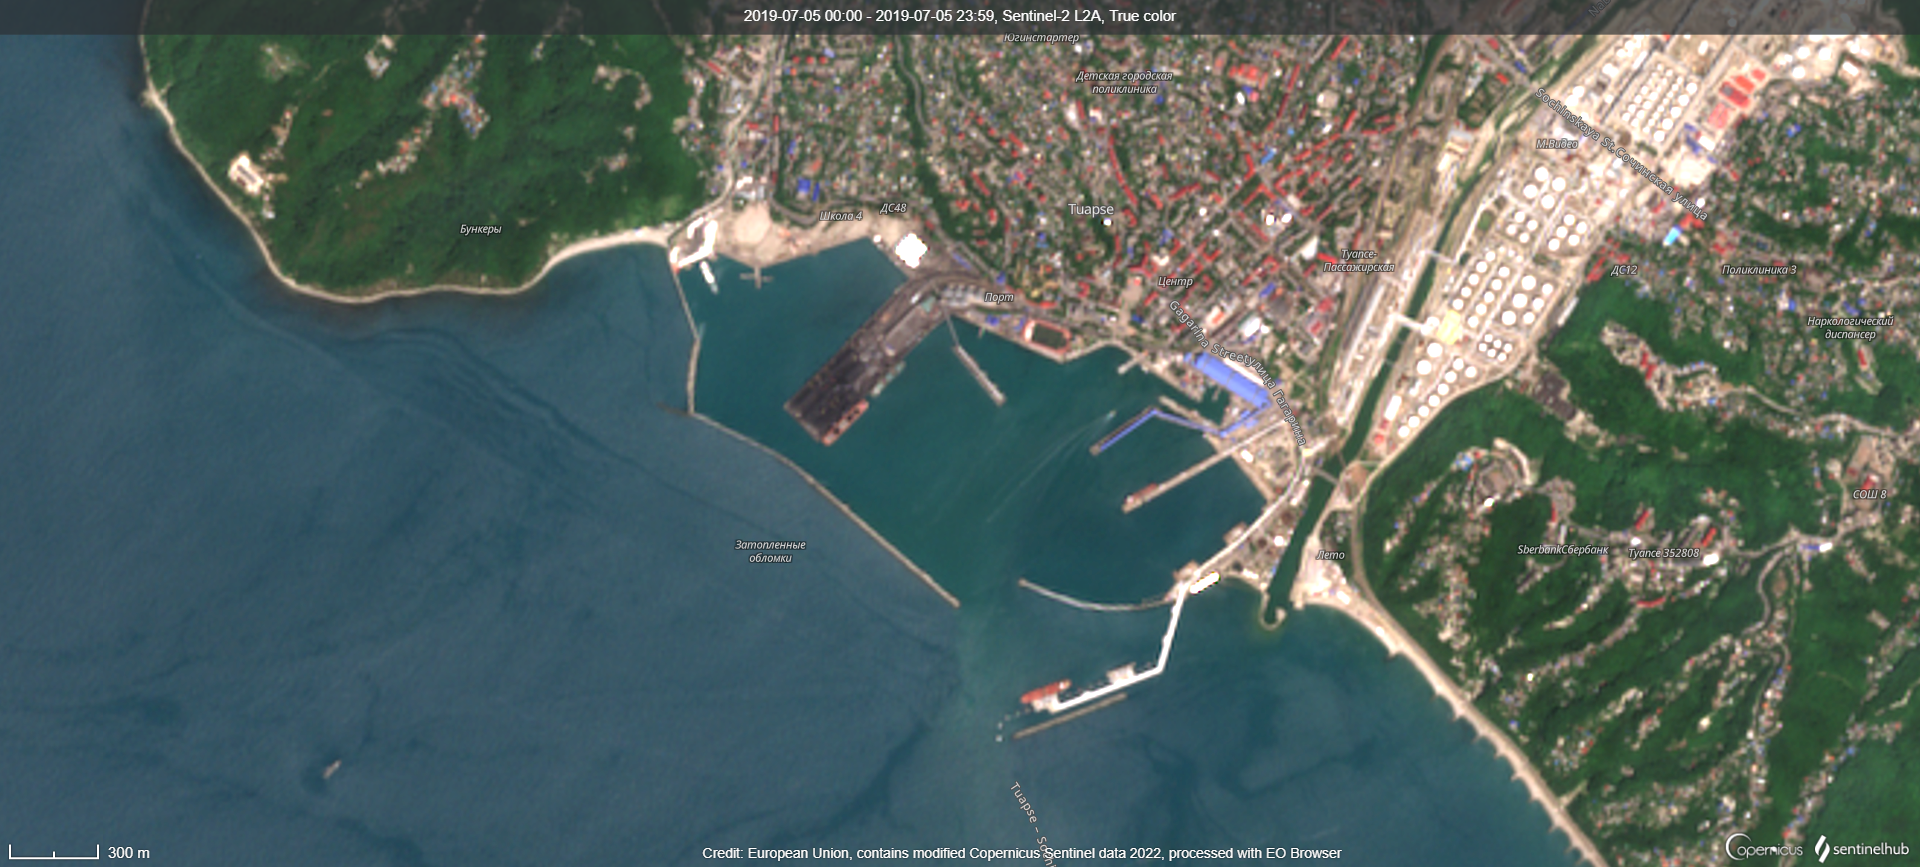 2019-07-05 00:00 - 2019-07-05 23:59, Sentinel-2 L2A, True color
Югинстартер
Детская городская
поликлиника
Sochinskaya St.Сочинская улица
М.Видео
Школа 4
ДС48
Tuapse
Бункеры
Туапсе-
Пассажирская
ДС12
Поликлиника 3
Центр
Порт
Gagarina Streetулица Гагарина
Наркологический
диспансер
СОШ 8
Затопленные
обломки
Лето
SberbankСбербанк
Туапсе 352808
Tuapse – Sochi
300 m
Credit: European Union, contains modified Copernicus Sentinel data 2022, processed with EO Browser
opernicus
sentinelhub